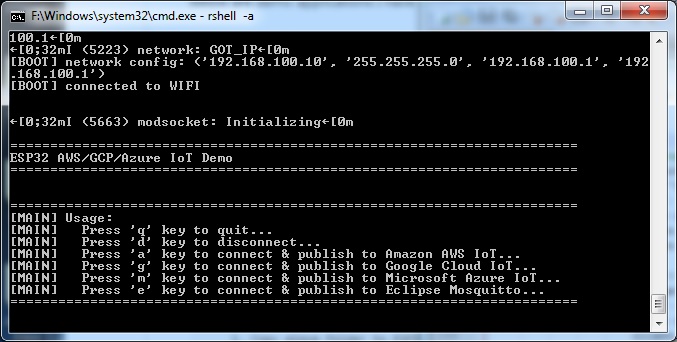 F:\Windows\system32\cmd.exe - rshell -a
100.1←[0m
←[0;32mI (5223) network: GOT_IP←[0m
[BOOT] network config: ('192.168.100.10', '255.255.255.0', '192.168.100.1', '192
.168.100.1')
[BOOT] connected to WIFI
←[0;32mI (5663) modsocket: Initializing←[0m
=====================================================================
ESP32 AWS/GCP/Azure IoT Demo
=====================================================================
=====================================================================
[MAIN] Usage:
[MAIN]   Press 'q' key to quit...
[MAIN]   Press 'd' key to disconnect...
[MAIN]   Press 'a' key to connect & publish to Amazon AWS IoT...
[MAIN]   Press 'g' key to connect & publish to Google Cloud IoT...
[MAIN]   Press 'm' key to connect & publish to Microsoft Azure IoT...
[MAIN]   Press 'e' key to connect & publish to Eclipse Mosquitto...
=====================================================================